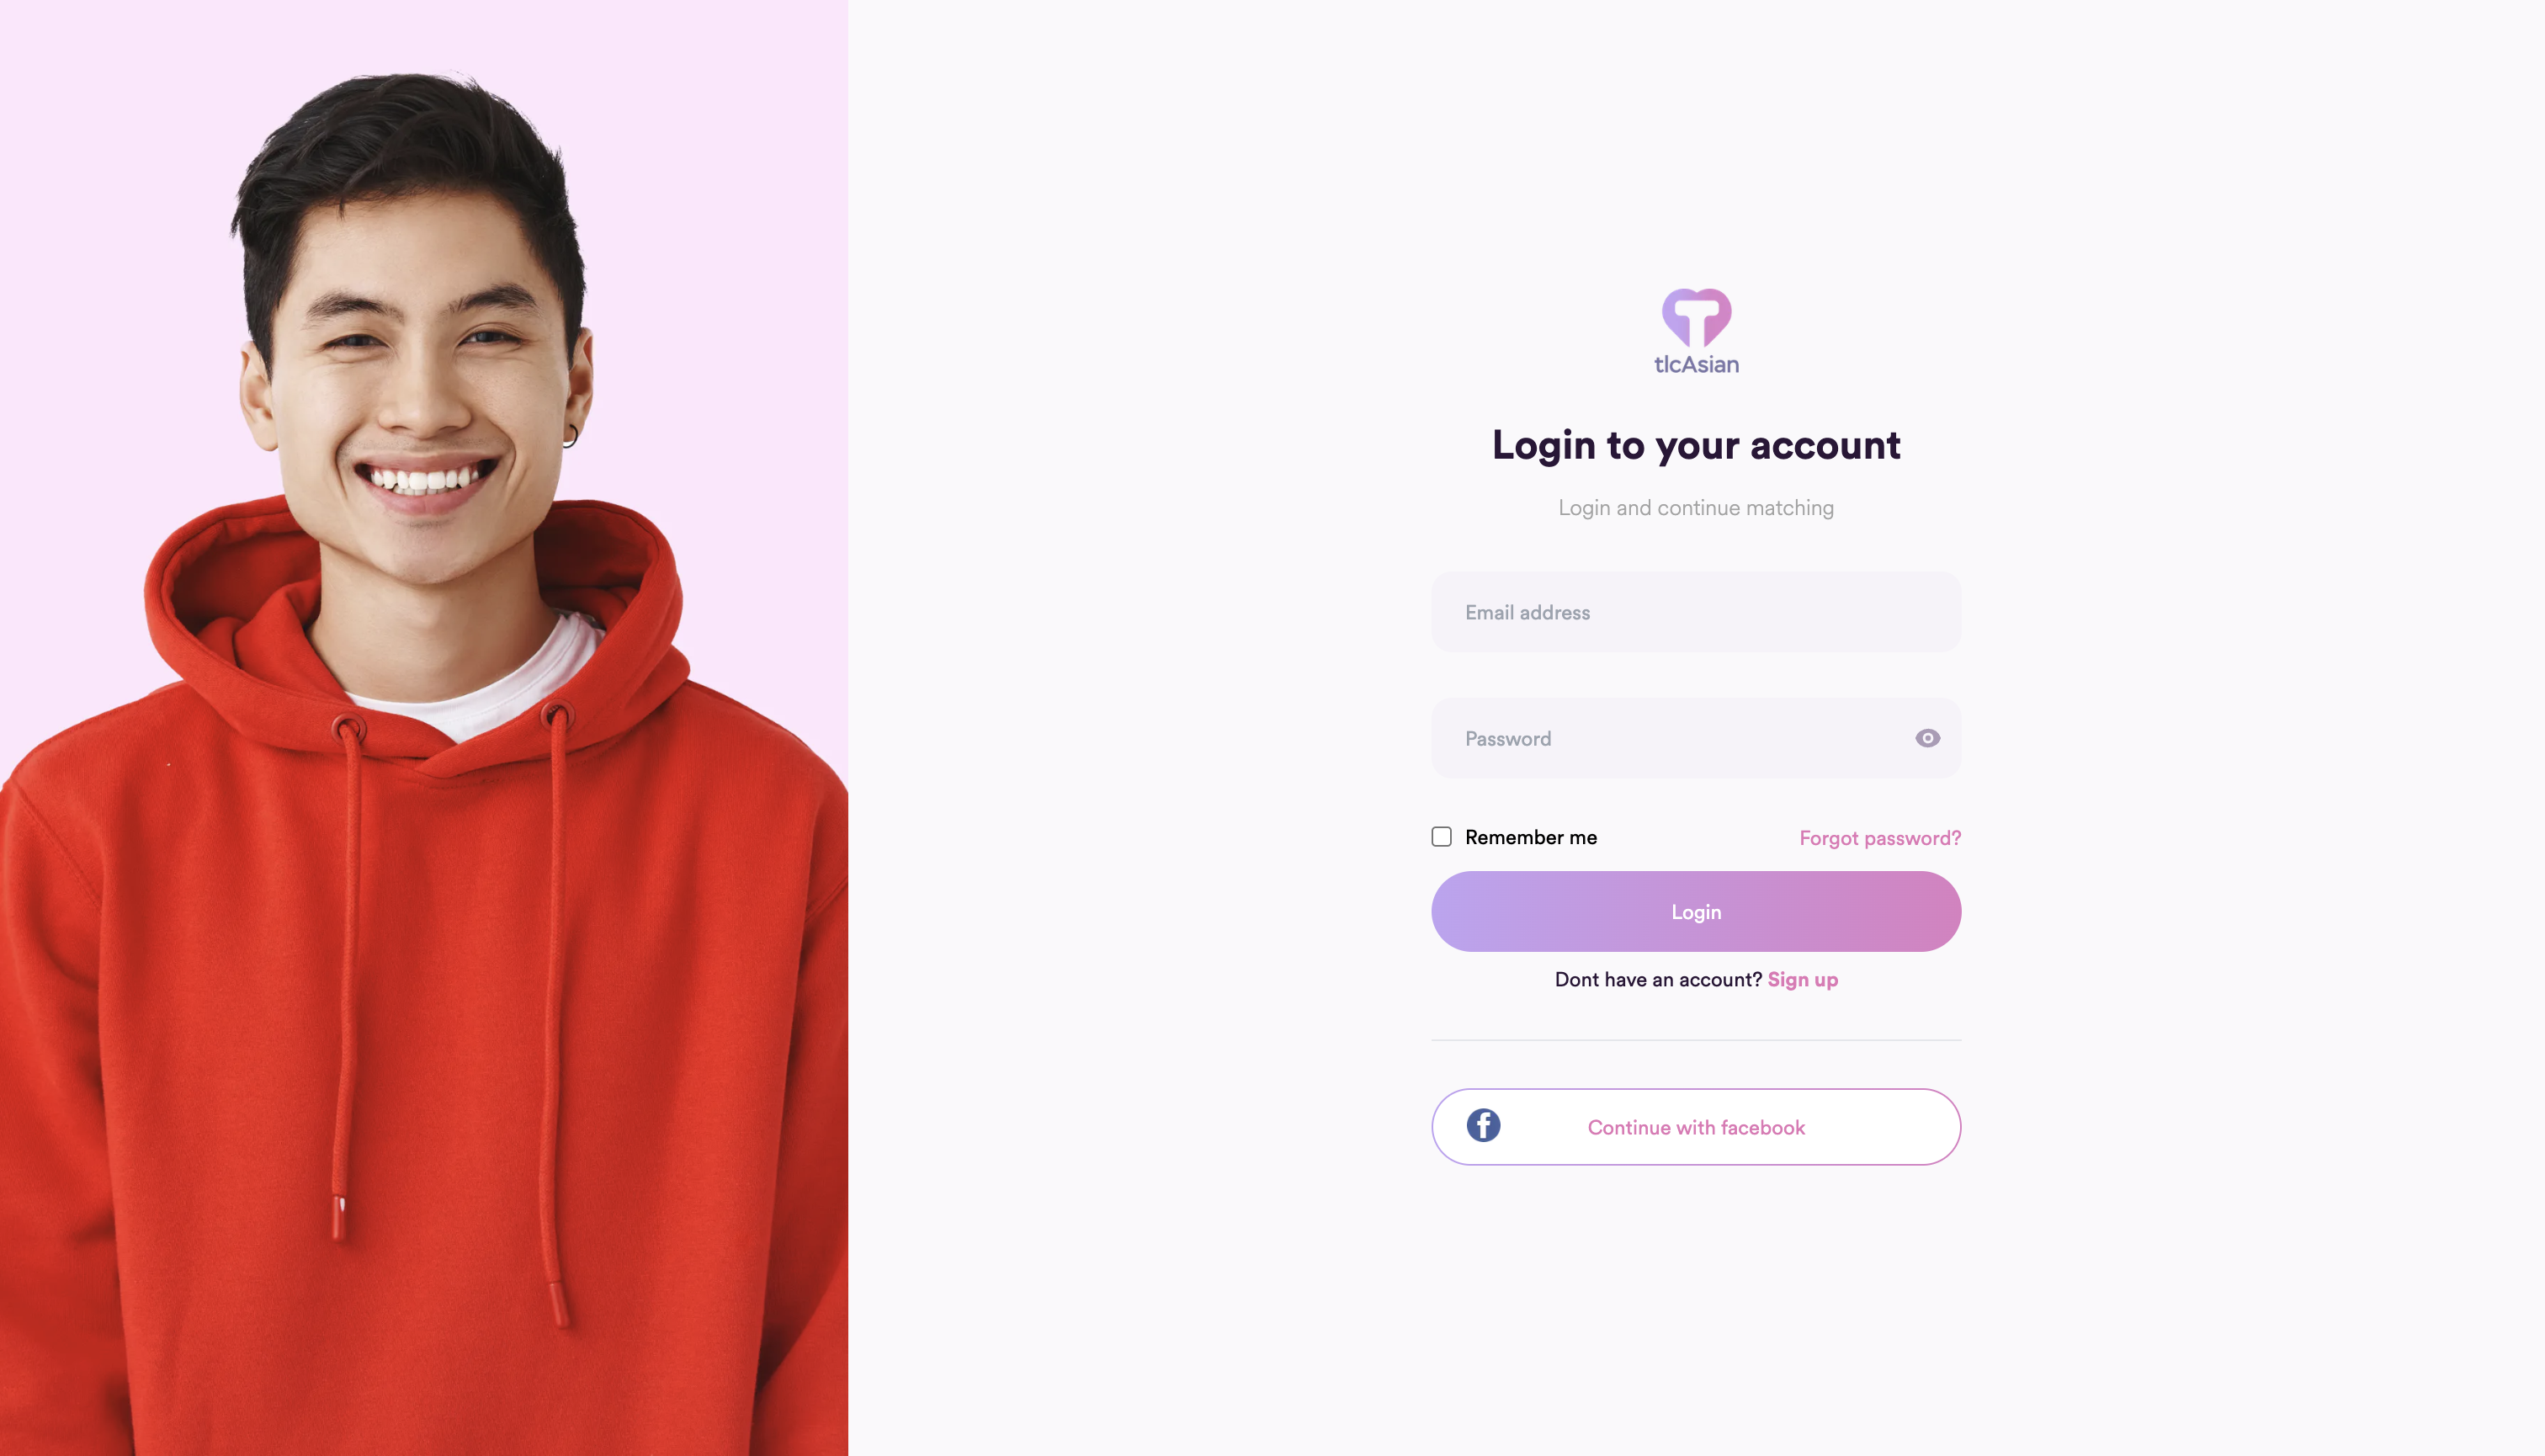 tlcAsian
Login to your account
Login and continue matching
Email address
Password
Remember me
Forgot password?
Login
Dont have an account? Sign up
Continue with facebook